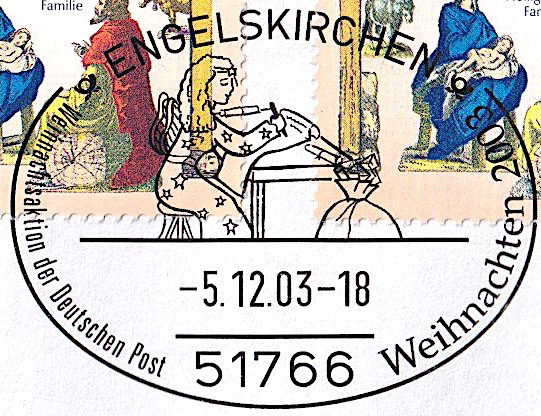 Familie
ENGELSKIRCHEN
Weihnachtsaktion der Deutschen Post
-5.12.03-18
51766
Weihnachten 2003